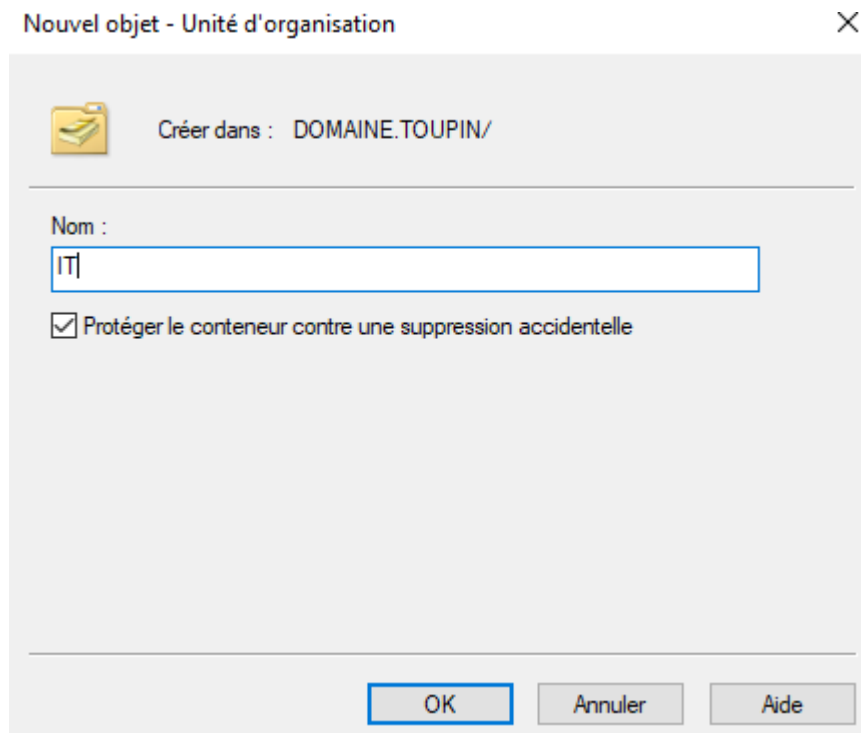 Nouvel objet - Unité d'organisation
Créer dans : DOMAINE.TOUPIN/
Nom :
IT
Protéger le conteneur contre une suppression accidentelle
OK Annuler Aide